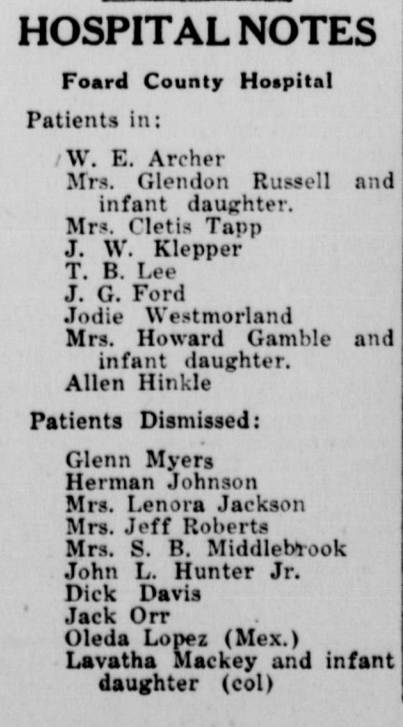 HOSPITAL NOTES
Foard County Hospital
Patients in:
W. E. Archer
Mrs. Glendon Russell and
infant daughter.
Mrs. Cletis Tapp
J. W. Klepper
T. B. Lee
J. G. Ford
Jodie Westmorland
Mrs. Howard Gamble and
infant daughter.
Allen Hinkle
Patients Dismissed:
Glenn Myers
Herman Johnson
Mrs. Lenora Jackson
Mrs. Jeff Roberts
Mrs. S. B. Middlebrook
John L. Hunter Jr.
Dick Davis
Jack Orr
Oleda Lopez (Mex.)
Lavatha Mackey and infant
daughter (col)